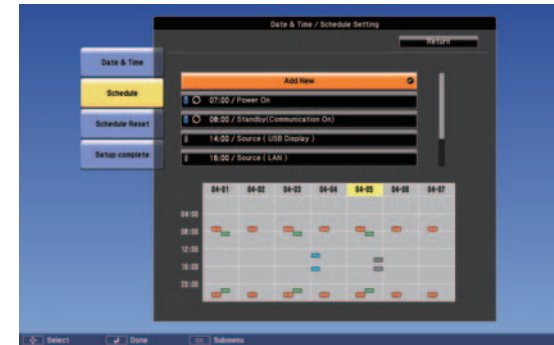 Date & Time / Schedule Setting
Return
Date & Time
Schedule
Schedule Reset
Setup complete
Add New
07:00 / Power On
08:00 / Standby(Communication On)
14:00 / Source ( USB Display )
16:00 / Source ( LAN )
04-01 04-02 04-03 04-04 04-05 04-06 04-07
04:00
08:00
12:00
16:00
20:00
Select Done Submenu